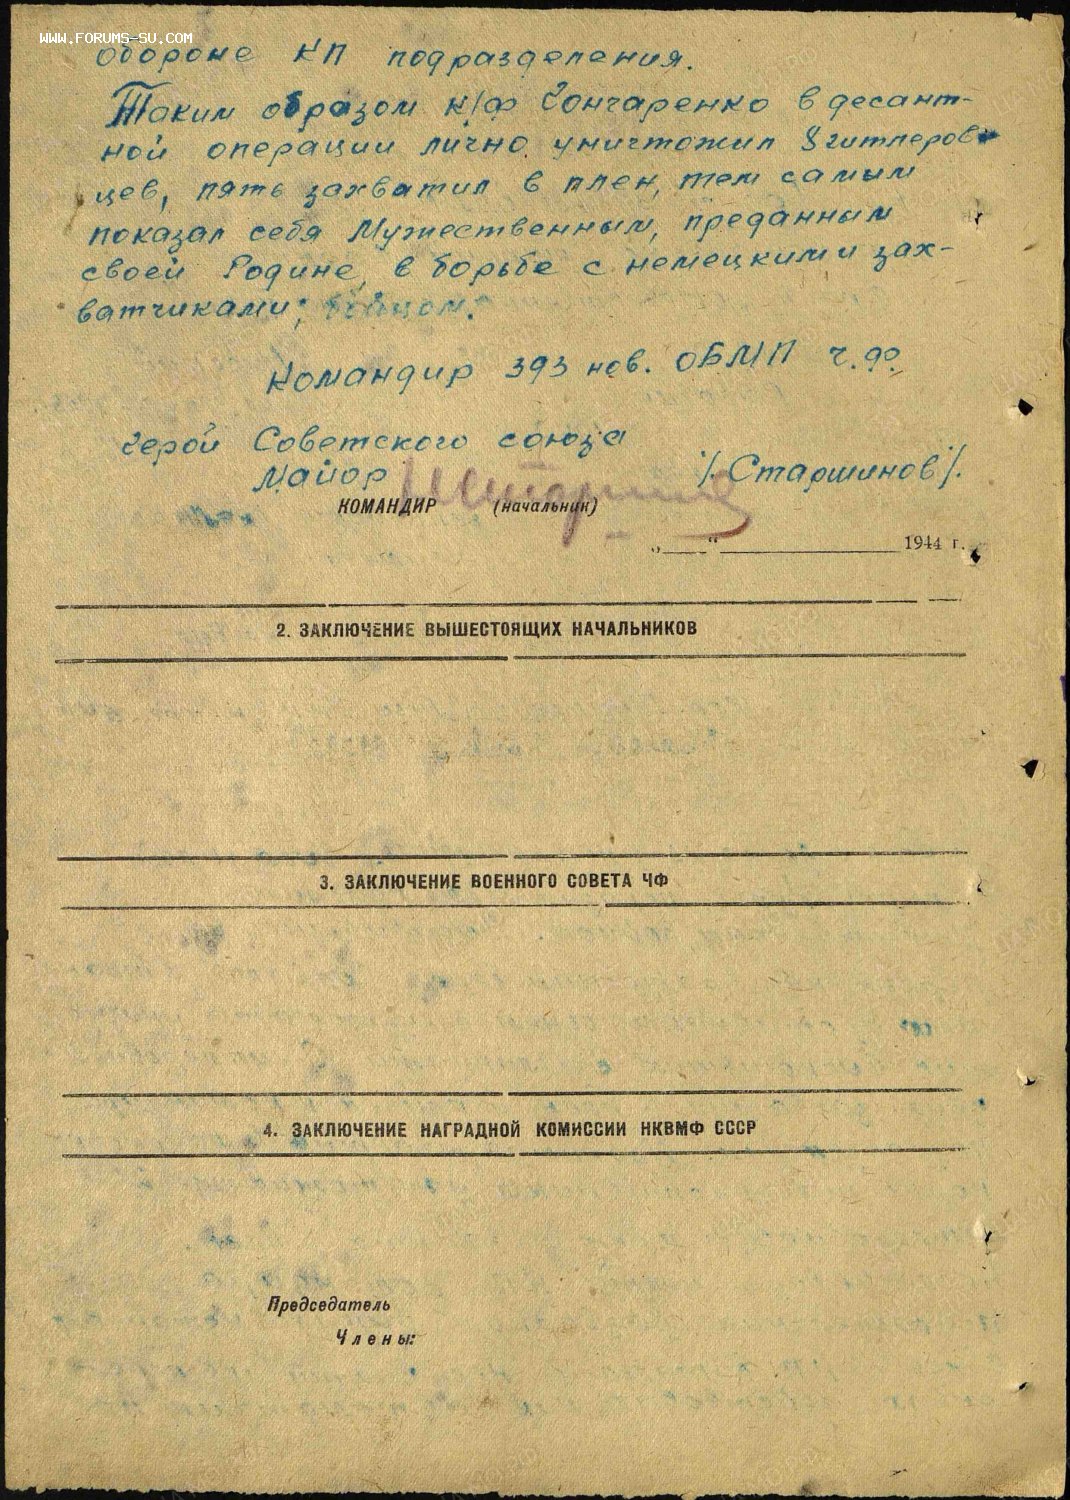 WWW.FORUMS-SU.COM
обороне КП подразделения.
Таким образом к/ф Гончаренко в десант-
ной операции лично уничтожил 8 гитлеров-
цев, пять захватил в плен, тем самым
показал себя Мужественным, преданным
своей Родине, в борьбе с немецкими зах-
ватчиками, бойцом.
Командир 393 нов. ОБМП Ч.Ф.
Герой Советского союза
Майор /. Старшинов /.
КОМАНДИР (начальник)
„___“ ____________ 1944 г.
2. ЗАКЛЮЧЕНИЕ ВЫШЕСТОЯЩИХ НАЧАЛЬНИКОВ
3. ЗАКЛЮЧЕНИЕ ВОЕННОГО СОВЕТА ЧФ
4. ЗАКЛЮЧЕНИЕ НАГРАДНОЙ КОМИССИИ НКВМФ СССР
Председатель
Члены: